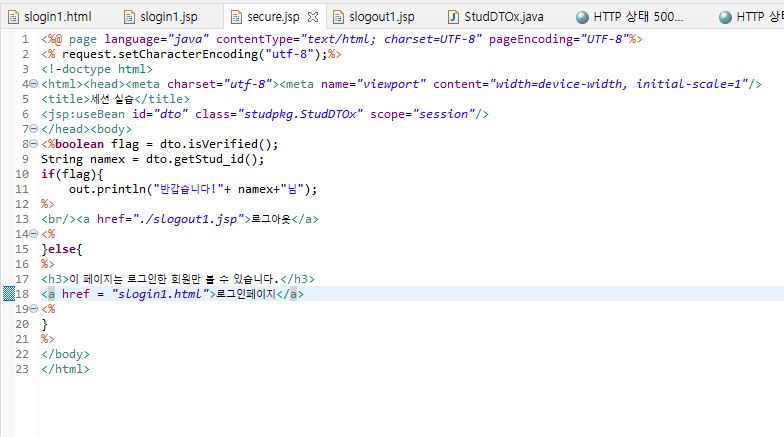 slogin1.html slogin1.jsp secure.jsp slogout1.jsp StudDTOx.java HTTP 상태 500... HTTP 상
1 <%@ page language="java" contentType="text/html; charset=UTF-8" pageEncoding="UTF-8"%>
2 <% request.setCharacterEncoding("utf-8");%>
3 <!-doctype html>
4 <html><head><meta charset="utf-8"><meta name="viewport" content="width=device-width, initial-scale=1"/>
5 <title>세션 실습</title>
6 <jsp:useBean id="dto" class="studpkg.StudDTOx" scope="session"/>
7 </head><body>
8 <%boolean flag = dto.isVerified();
9 String namex = dto.getStud_id();
10 if(flag){
11 out.println("반갑습니다!"+ namex+"님");
12 %>
13 <br/><a href="./slogout1.jsp">로그아웃</a>
14 <%
15 }else{
16 %>
17 <h3>이 페이지는 로그인한 회원만 볼 수 있습니다.</h3>
18 <a href = "slogin1.html">로그인페이지</a>
19 <%
20 }
21 %>
22 </body>
23 </html>